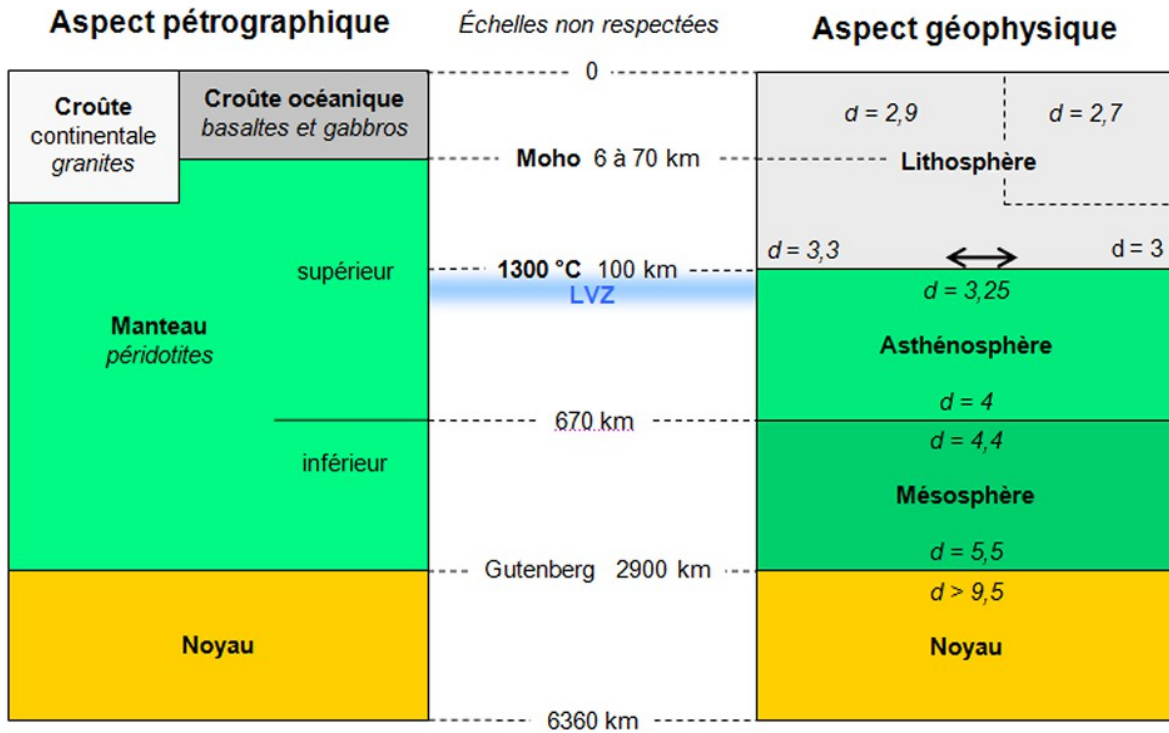 Aspect pétrographique
Échelles non respectées
Aspect géophysique
0
Croûte
continentale
granites
Croûte océanique
basaltes et gabbros
d = 2,9
d = 2,7
Moho 6 à 70 km
Lithosphère
supérieur
1300 °C 100 km
LVZ
d = 3,3
d = 3
d = 3,25
Manteau
péridotites
Asthénosphère
d = 4
670 km
d = 4,4
inférieur
Mésosphère
d = 5,5
Gutenberg 2900 km
d > 9,5
Noyau
Noyau
6360 km